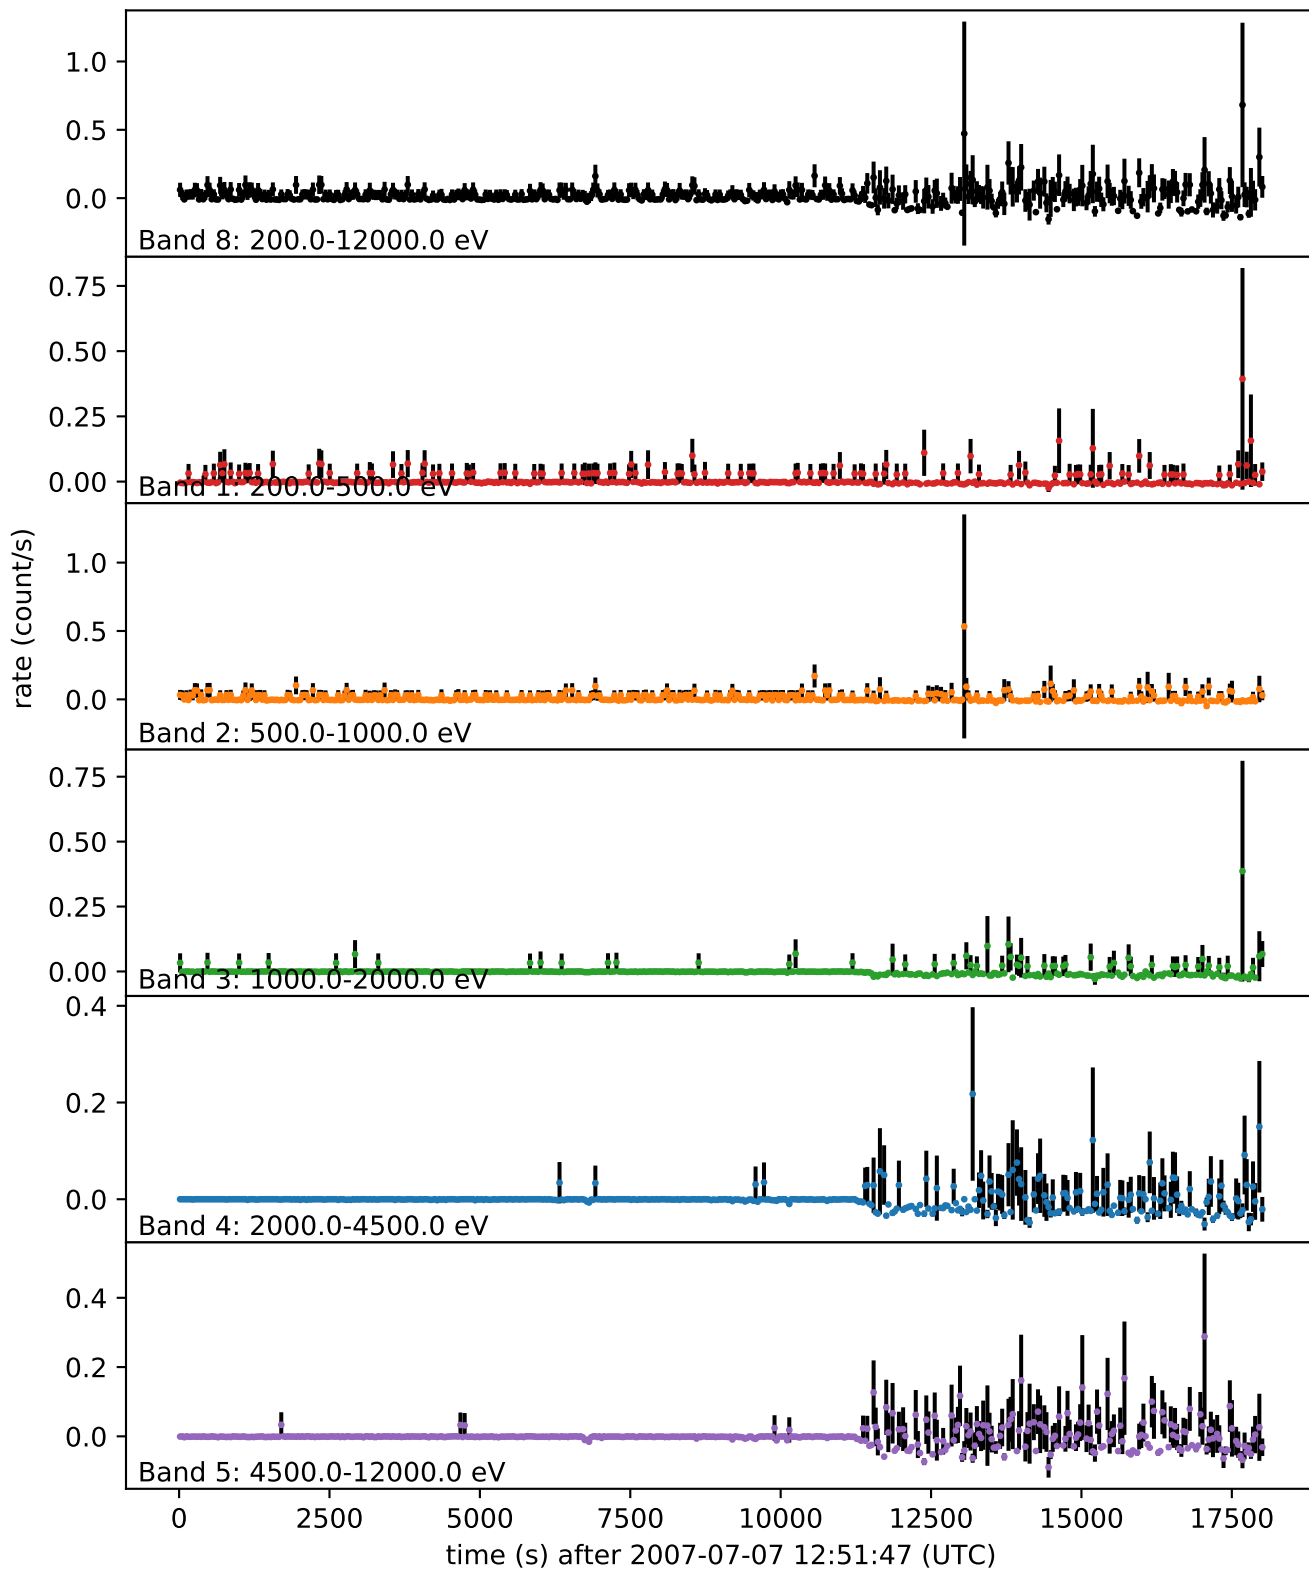 1.0
0.5
0.0
Band 8: 200.0-12000.0 eV
0.75
0.50
0.25
0.00
Band 1: 200.0-500.0 eV
rate (count/s)
1.0
0.5
0.0
Band 2: 500.0-1000.0 eV
0.75
0.50
0.25
0.00
Band 3: 1000.0-2000.0 eV
0.4
0.2
0.0
Band 4: 2000.0-4500.0 eV
0.4
0.2
0.0
Band 5: 4500.0-12000.0 eV
0 2500 5000 7500 10000 12500 15000 17500
time (s) after 2007-07-07 12:51:47 (UTC)